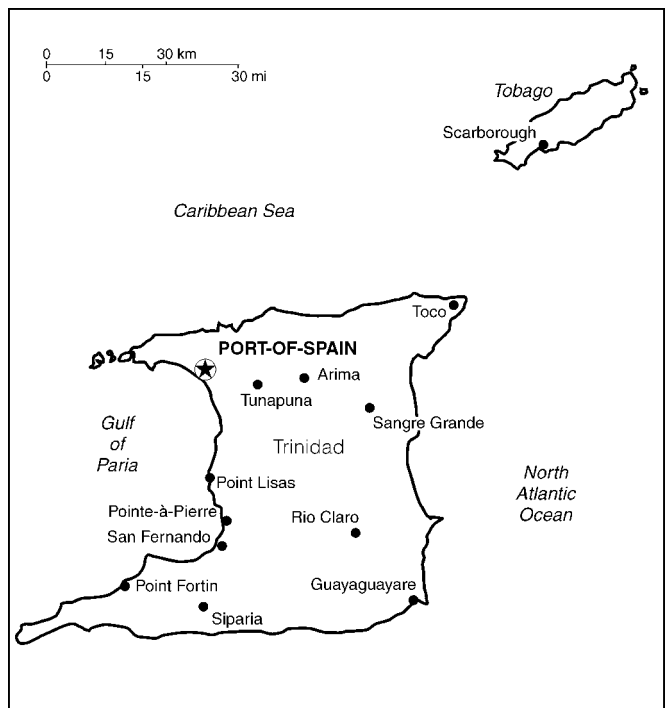 0 15 30 km
0 15 30 mi
Tobago
Scarborough
Caribbean Sea
Toco
PORT-OF-SPAIN
Arima
Tunapuna
Sangre Grande
Gulf
of
Paria
Trinidad
North
Atlantic
Ocean
Point Lisas
Pointe-à-Pierre
Rio Claro
San Fernando
Point Fortin
Guayaguayare
Siparia